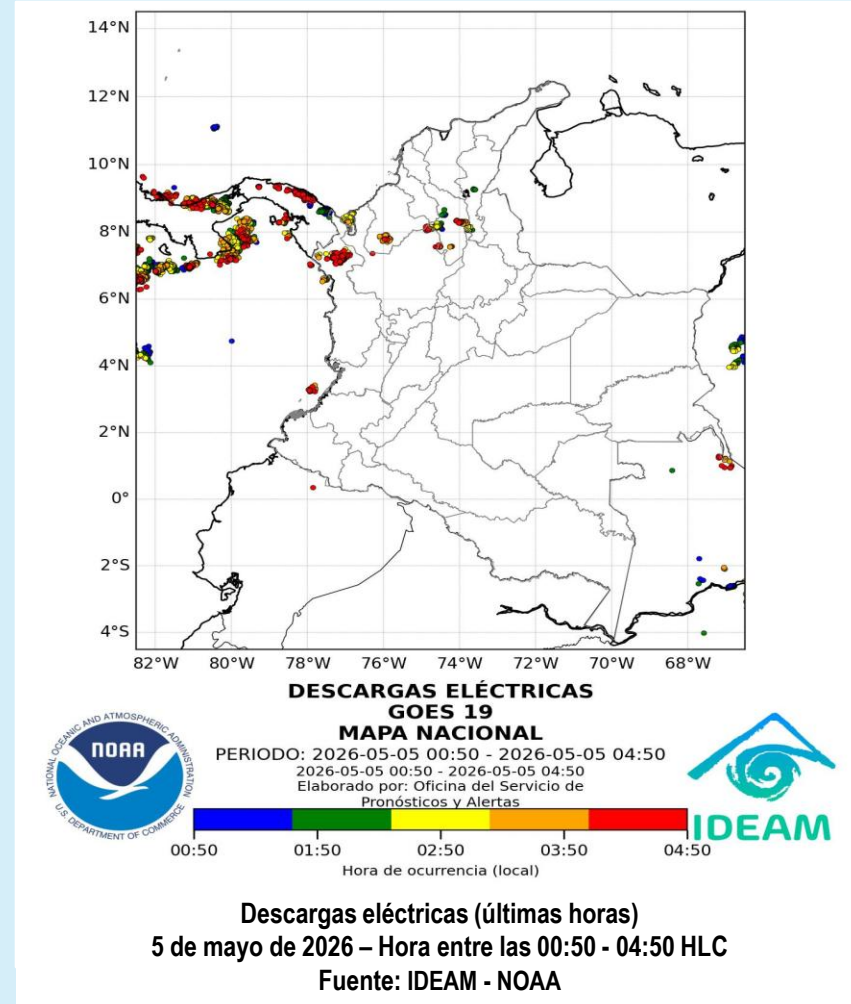 14°N
12°N
10°N
8°N
6°N
4°N
2°N
0°
2°S
4°S
82°W 80°W 78°W 76°W 74°W 72°W 70°W 68°W
DESCARGAS ELÉCTRICAS
GOES 19
MAPA NACIONAL
PERIODO: 2026-05-05 00:50 - 2026-05-05 04:50
2026-05-05 00:50 - 2026-05-05 04:50
Elaborado por: Oficina del Servicio de
Pronósticos y Alertas
NATIONAL OCEANIC AND ATMOSPHERIC ADMINISTRATION
NOAA
U.S. DEPARTMENT OF COMMERCE
IDEAM
00:50 01:50 02:50 03:50 04:50
Hora de ocurrencia (local)
Descargas eléctricas (últimas horas)
5 de mayo de 2026 – Hora entre las 00:50 - 04:50 HLC
Fuente: IDEAM - NOAA